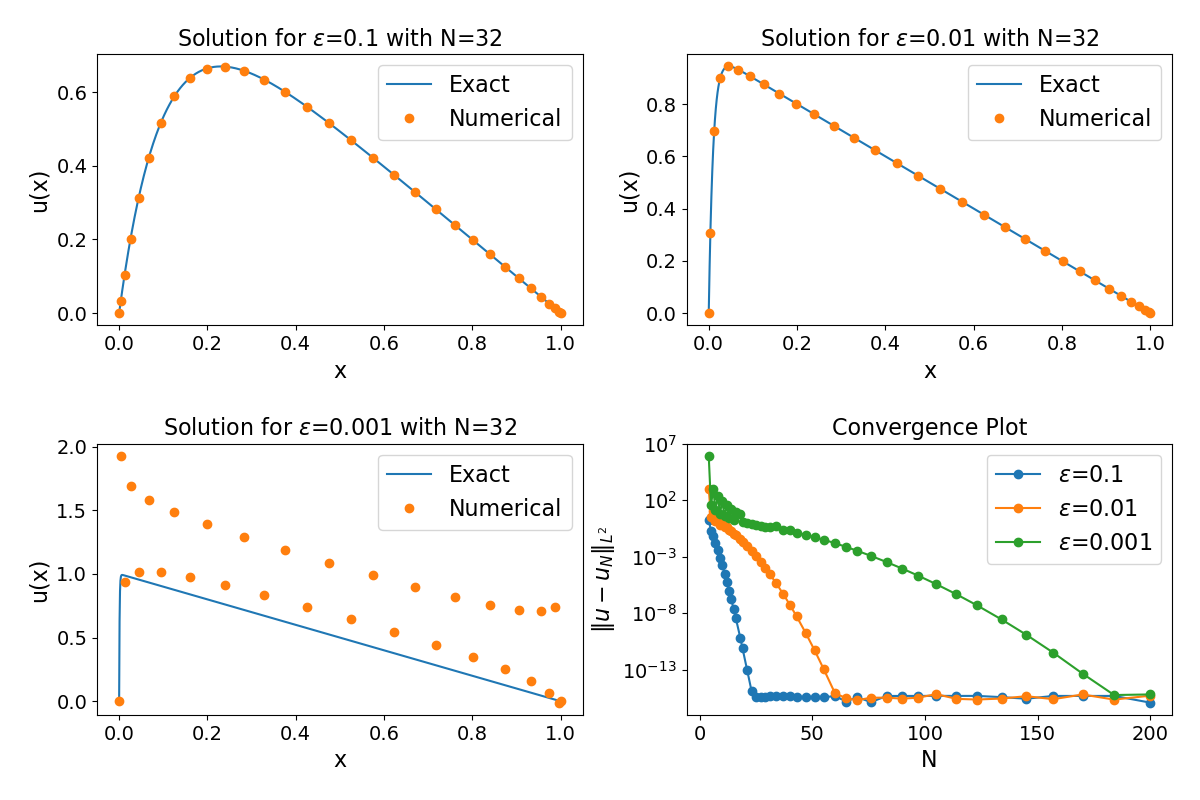 Solution for ε=0.1 with N=32
u(x)
0.6
0.4
0.2
0.0
Exact
Numerical
0.0 0.2 0.4 0.6 0.8 1.0
x
Solution for ε=0.01 with N=32
u(x)
0.8
0.6
0.4
0.2
0.0
Exact
Numerical
0.0 0.2 0.4 0.6 0.8 1.0
x
Solution for ε=0.001 with N=32
u(x)
2.0
1.5
1.0
0.5
0.0
Exact
Numerical
0.0 0.2 0.4 0.6 0.8 1.0
x
Convergence Plot
‖u − u_N‖_{L²}
10⁷
10²
10⁻³
10⁻⁸
10⁻¹³
ε=0.1
ε=0.01
ε=0.001
0 50 100 150 200
N